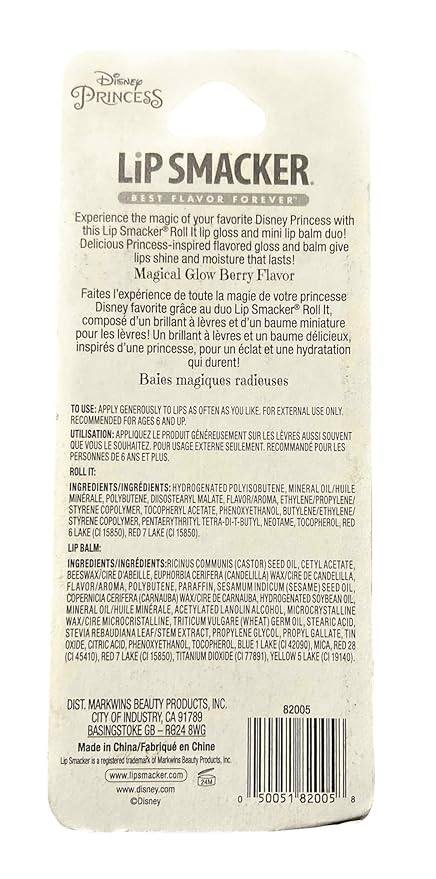 Disney
PRINCESS
LiP SMACKER®
BEST FLAVOR FOREVER™
Experience the magic of your favorite Disney Princess with
this Lip Smacker® Roll It lip gloss and mini lip balm duo!
Delicious Princess-inspired flavored gloss and balm give
lips shine and moisture that lasts!
Magical Glow Berry Flavor
Faites l'expérience de toute la magie de votre princesse
Disney favorite grâce au duo Lip Smacker® Roll It,
composé d'un brillant à lèvres et d'un baume miniature
pour les lèvres! Un brillant à lèvres et un baume délicieux,
inspirés d'une princesse, pour un éclat et une hydratation
qui durent!
Baies magiques radieuses
TO USE: APPLY GENEROUSLY TO LIPS AS OFTEN AS YOU LIKE. FOR EXTERNAL USE ONLY.
RECOMMENDED FOR AGES 6 AND UP.
UTILISATION: APPLIQUEZ LE PRODUIT GÉNÉREUSEMENT SUR LES LÈVRES AUSSI SOUVENT
QUE VOUS LE SOUHAITEZ. POUR USAGE EXTERNE SEULEMENT. RECOMMANDÉ POUR LES
PERSONNES DE 6 ANS ET PLUS.
ROLL IT:
INGREDIENTS/INGRÉDIENTS: HYDROGENATED POLYISOBUTENE, MINERAL OIL/HUILE
MINÉRALE, POLYBUTENE, DIISOSTEARYL MALATE, FLAVOR/AROMA, ETHYLENE/PROPYLENE/
STYRENE COPOLYMER, TOCOPHERYL ACETATE, PHENOXYETHANOL, BUTYLENE/ETHYLENE/
STYRENE COPOLYMER, PENTAERYTHRITYL TETRA-DI-T-BUTYL, NEOTAME, TOCOPHEROL, RED
6 LAKE (CI 15850), RED 7 LAKE (CI 15850).
LIP BALM:
INGREDIENTS/INGRÉDIENTS:RICINUS COMMUNIS (CASTOR) SEED OIL, CETYL ACETATE,
BEESWAX/CIRE D'ABEILLE, EUPHORBIA CERIFERA (CANDELILLA) WAX/CIRE DE CANDELILLA,
FLAVOR/AROMA, POLYBUTENE, PARAFFIN, SESAMUM INDICUM (SESAME) SEED OIL,
COPERNICIA CERIFERA (CARNAUBA) WAX/CIRE DE CARNAUBA, HYDROGENATED SOYBEAN OIL,
MINERAL OIL/HUILE MINÉRALE, ACETYLATED LANOLIN ALCOHOL, MICROCRYSTALLINE
WAX/CIRE MICROCRISTALLINE, TRITICUM VULGARE (WHEAT) GERM OIL, STEARIC ACID,
STEVIA REBAUDIANA LEAF/STEM EXTRACT, PROPYLENE GLYCOL, PROPYL GALLATE, TIN
OXIDE, CITRIC ACID, PHENOXYETHANOL, TOCOPHEROL, BLUE 1 LAKE (CI 42090), MICA, RED 28
(CI 45410), RED 7 LAKE (CI 15850), TITANIUM DIOXIDE (CI 77891), YELLOW 5 LAKE (CI 19140).
DIST. MARKWINS BEAUTY PRODUCTS, INC.
CITY OF INDUSTRY, CA 91789
BASINGSTOKE GB – RG24 8WG
Made in China/Fabriqué en Chine
Lip Smacker is a registered trademark of Markwins Beauty Products, Inc.
www.lipsmacker.com
24M
www.disney.com
©Disney
82005
0 50051 82005 8